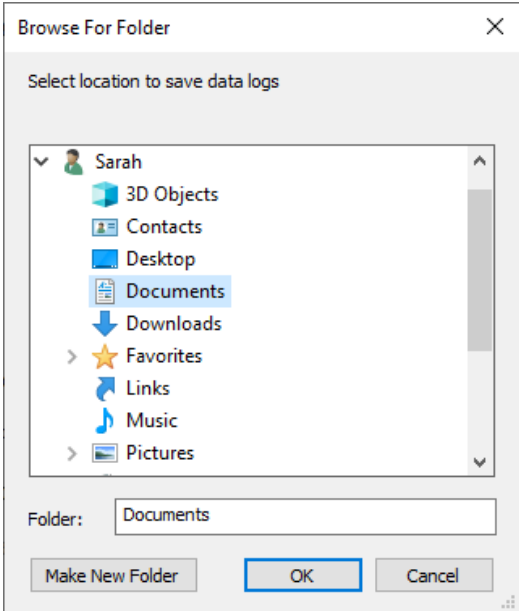 Browse For Folder
Select location to save data logs
Sarah
3D Objects
Contacts
Desktop
Documents
Downloads
Favorites
Links
Music
Pictures
Folder: Documents
Make New Folder OK Cancel